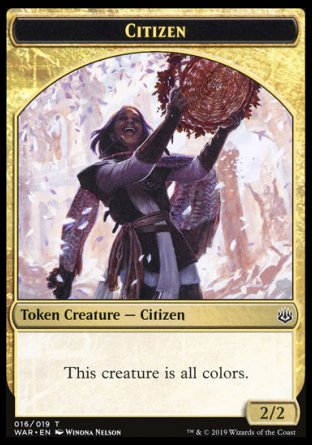 CITIZEN
Token Creature — Citizen
This creature is all colors.
2/2
016/019 T
WAR • EN WINONA NELSON
™ & © 2019 Wizards of the Coast